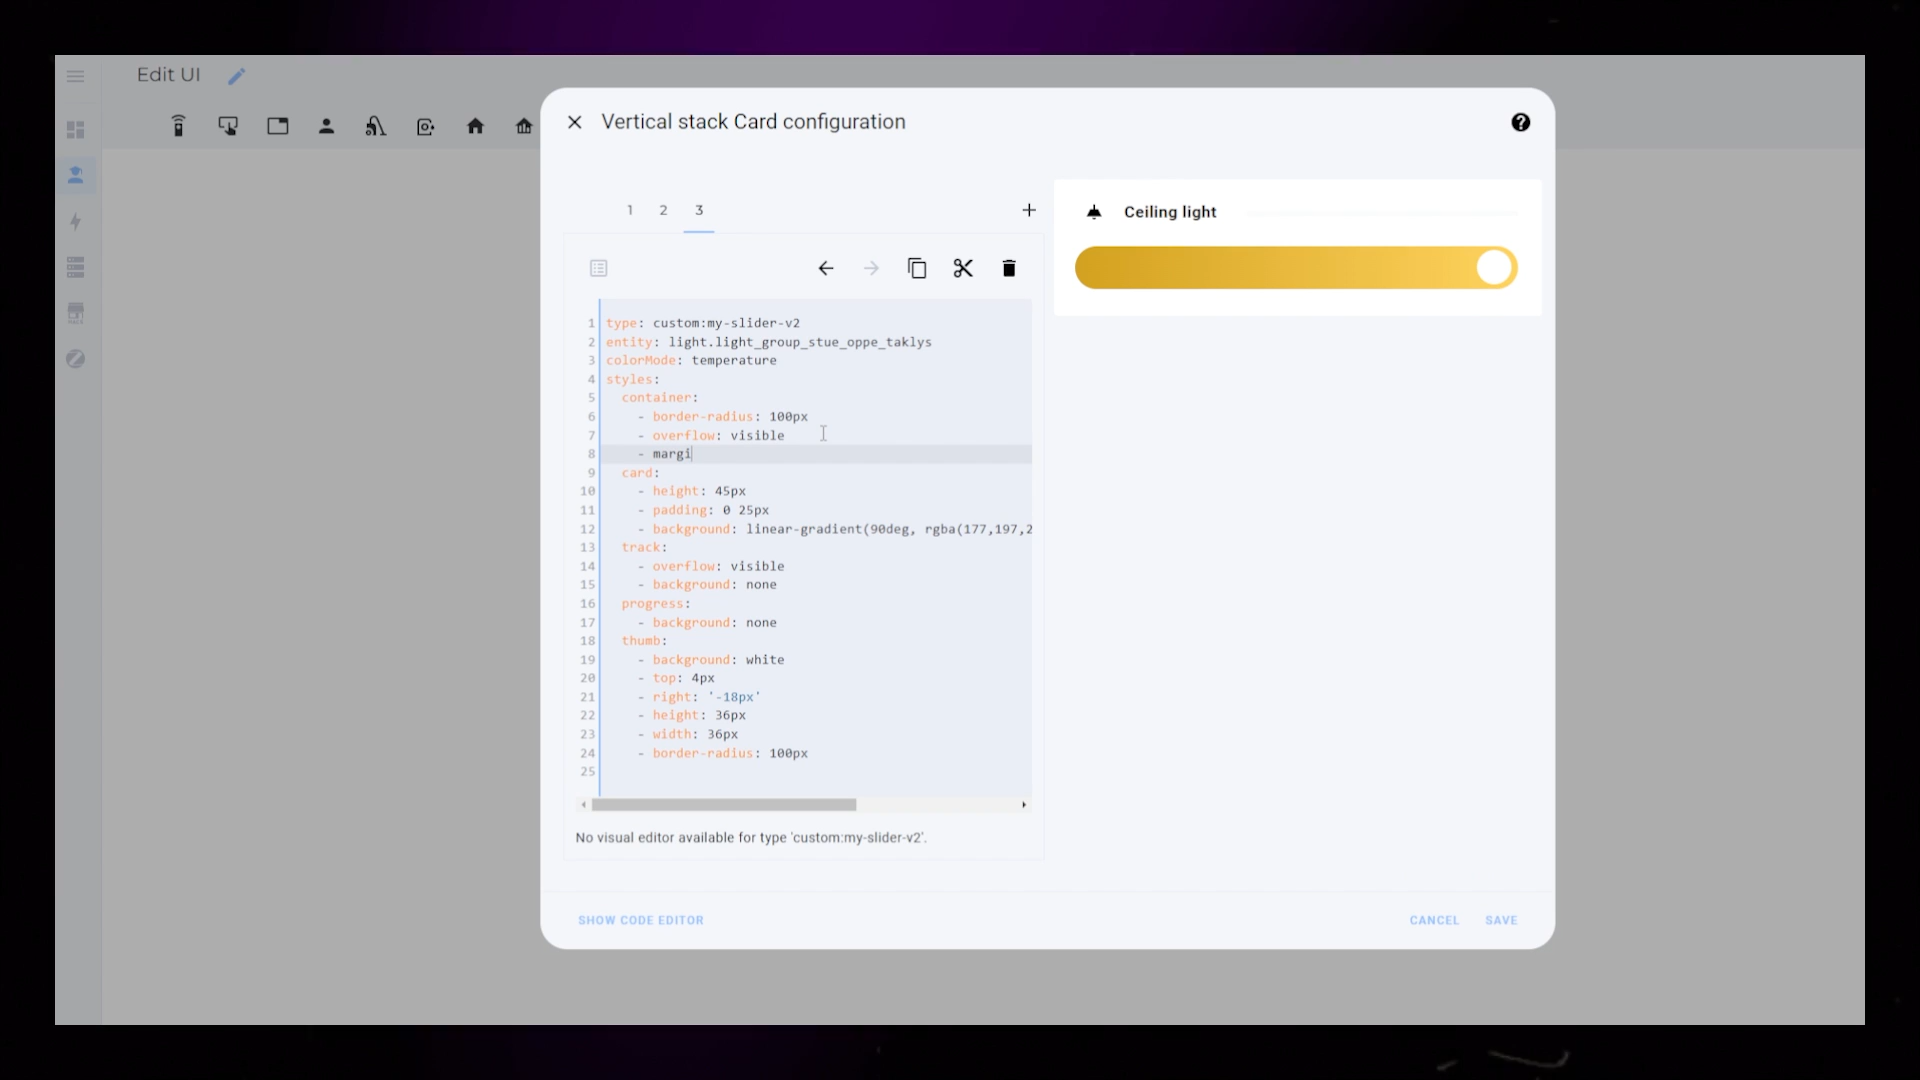 Edit UI
Vertical stack Card configuration
1 2 3
Ceiling light
1 type: custom:my-slider-v2
2 entity: light.light_group_stue_oppe_taklys
3 colorMode: temperature
4 styles:
5 container:
6 - border-radius: 100px
7 - overflow: visible
8 - margi
9 card:
10 - height: 45px
11 - padding: 0 25px
12 - background: linear-gradient(90deg, rgba(177,197,2
13 track:
14 - overflow: visible
15 - background: none
16 progress:
17 - background: none
18 thumb:
19 - background: white
20 - top: 4px
21 - right: '-18px'
22 - height: 36px
23 - width: 36px
24 - border-radius: 100px
25
No visual editor available for type 'custom:my-slider-v2'.
SHOW CODE EDITOR
CANCEL SAVE